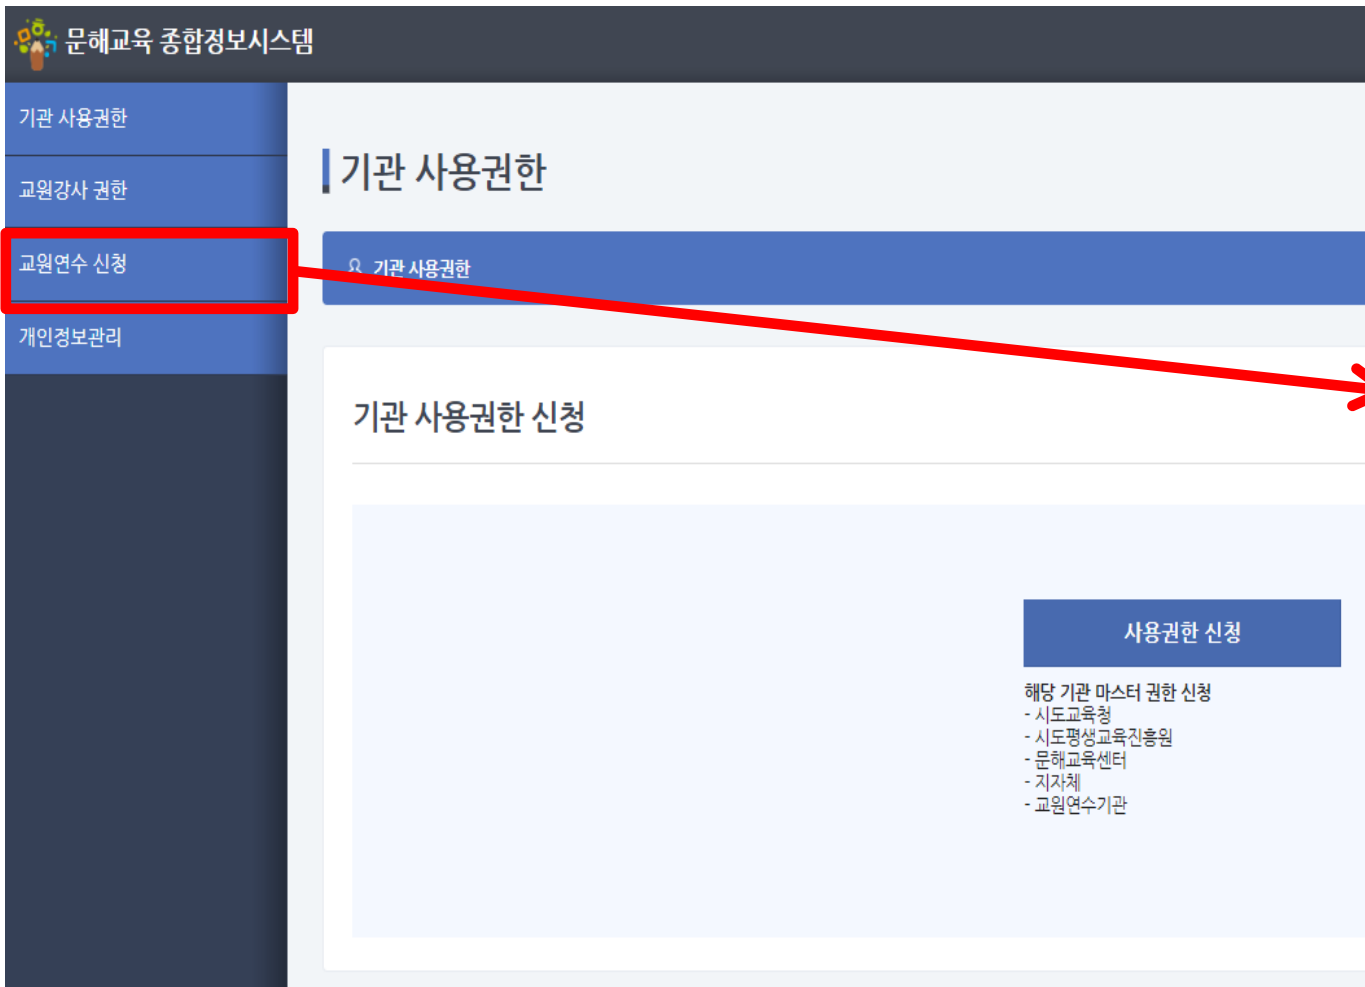 문해교육 종합정보시스템
기관 사용권한
교원강사 권한
교원연수 신청
개인정보관리
기관 사용권한
기관 사용권한
기관 사용권한 신청
사용권한 신청
해당 기관 마스터 권한 신청
- 시도교육청
- 시도평생교육진흥원
- 문해교육센터
- 지자체
- 교원연수기관